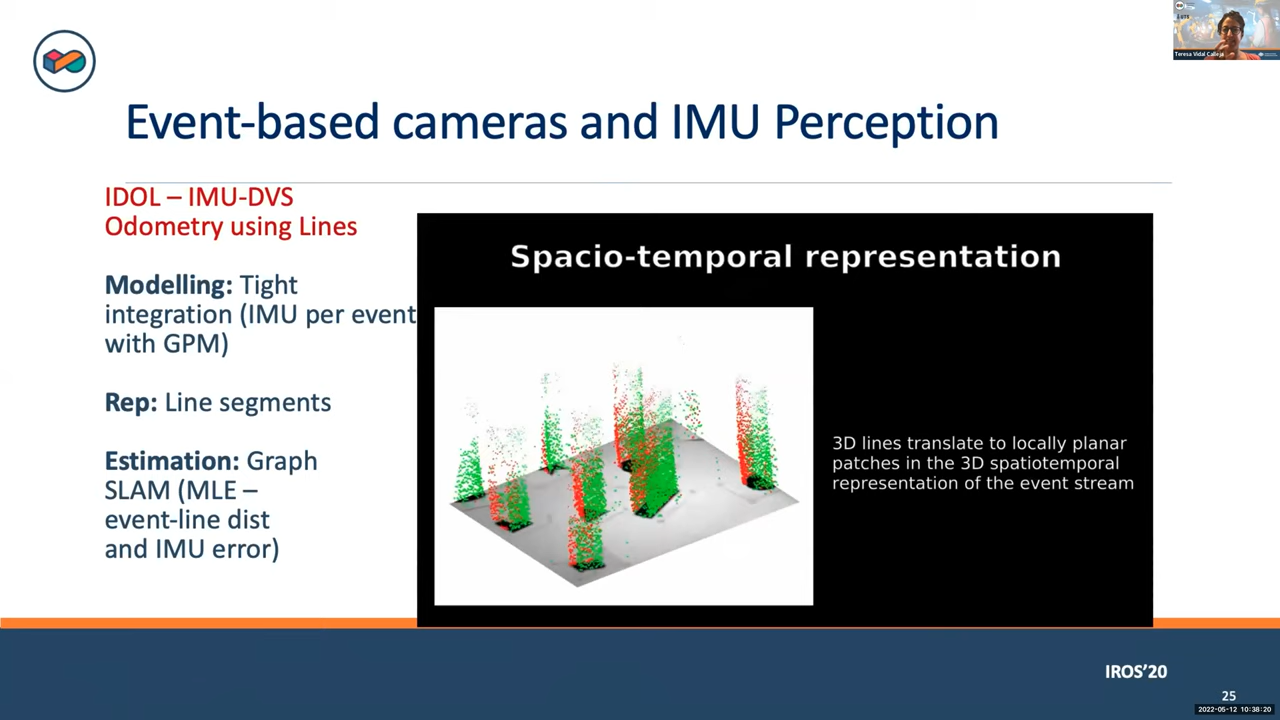 Teresa Vidal Calleja
Event-based cameras and IMU Perception
IDOL – IMU-DVS
Odometry using Lines
Modelling: Tight
integration (IMU per event
with GPM)
Rep: Line segments
Estimation: Graph
SLAM (MLE –
event-line dist
and IMU error)
Spacio-temporal representation
3D lines translate to locally planar
patches in the 3D spatiotemporal
representation of the event stream
IROS’20
25
2022-05-12 10:38:20